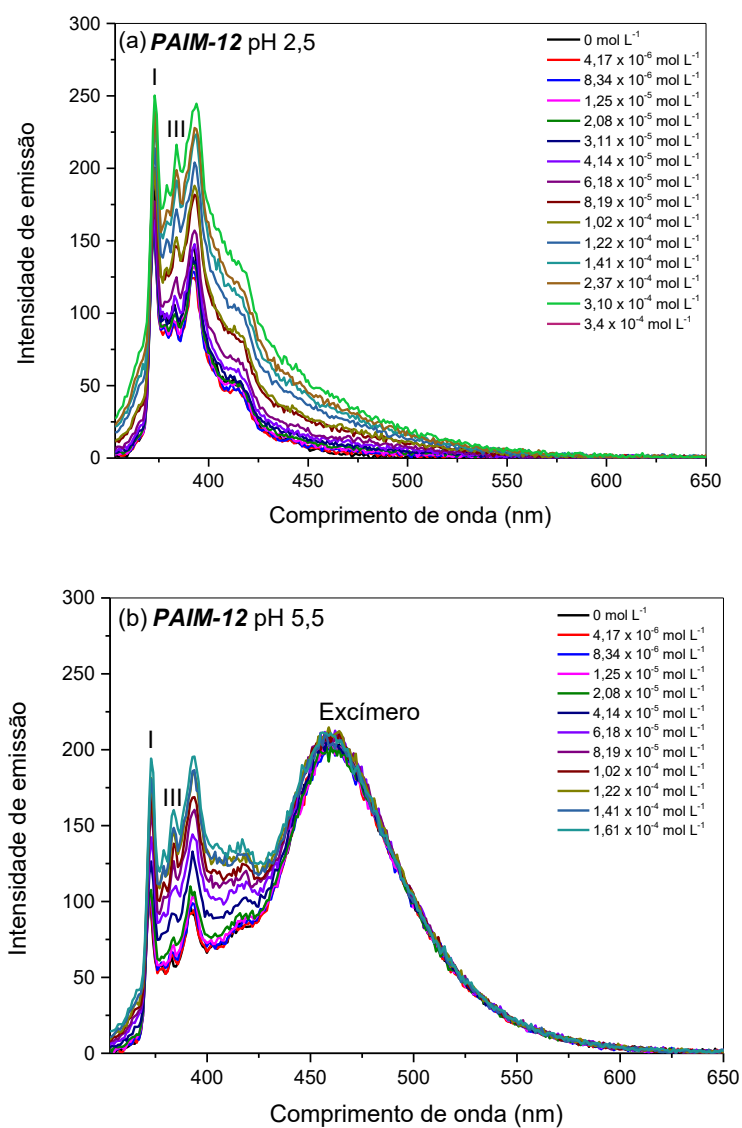 (a) PAIM-12 pH 2,5
I
III
0 mol L⁻¹
4,17 x 10⁻⁶ mol L⁻¹
8,34 x 10⁻⁶ mol L⁻¹
1,25 x 10⁻⁵ mol L⁻¹
2,08 x 10⁻⁵ mol L⁻¹
3,11 x 10⁻⁵ mol L⁻¹
4,14 x 10⁻⁵ mol L⁻¹
6,18 x 10⁻⁵ mol L⁻¹
8,19 x 10⁻⁵ mol L⁻¹
1,02 x 10⁻⁴ mol L⁻¹
1,22 x 10⁻⁴ mol L⁻¹
1,41 x 10⁻⁴ mol L⁻¹
2,37 x 10⁻⁴ mol L⁻¹
3,10 x 10⁻⁴ mol L⁻¹
3,4 x 10⁻⁴ mol L⁻¹
Intensidade de emissão
300
250
200
150
100
50
0
400 450 500 550 600 650
Comprimento de onda (nm)
(b) PAIM-12 pH 5,5
I
III
Excímero
0 mol L⁻¹
4,17 x 10⁻⁶ mol L⁻¹
8,34 x 10⁻⁶ mol L⁻¹
1,25 x 10⁻⁵ mol L⁻¹
2,08 x 10⁻⁵ mol L⁻¹
4,14 x 10⁻⁵ mol L⁻¹
6,18 x 10⁻⁵ mol L⁻¹
8,19 x 10⁻⁵ mol L⁻¹
1,02 x 10⁻⁴ mol L⁻¹
1,22 x 10⁻⁴ mol L⁻¹
1,41 x 10⁻⁴ mol L⁻¹
1,61 x 10⁻⁴ mol L⁻¹
Intensidade de emissão
300
250
200
150
100
50
0
400 450 500 550 600 650
Comprimento de onda (nm)